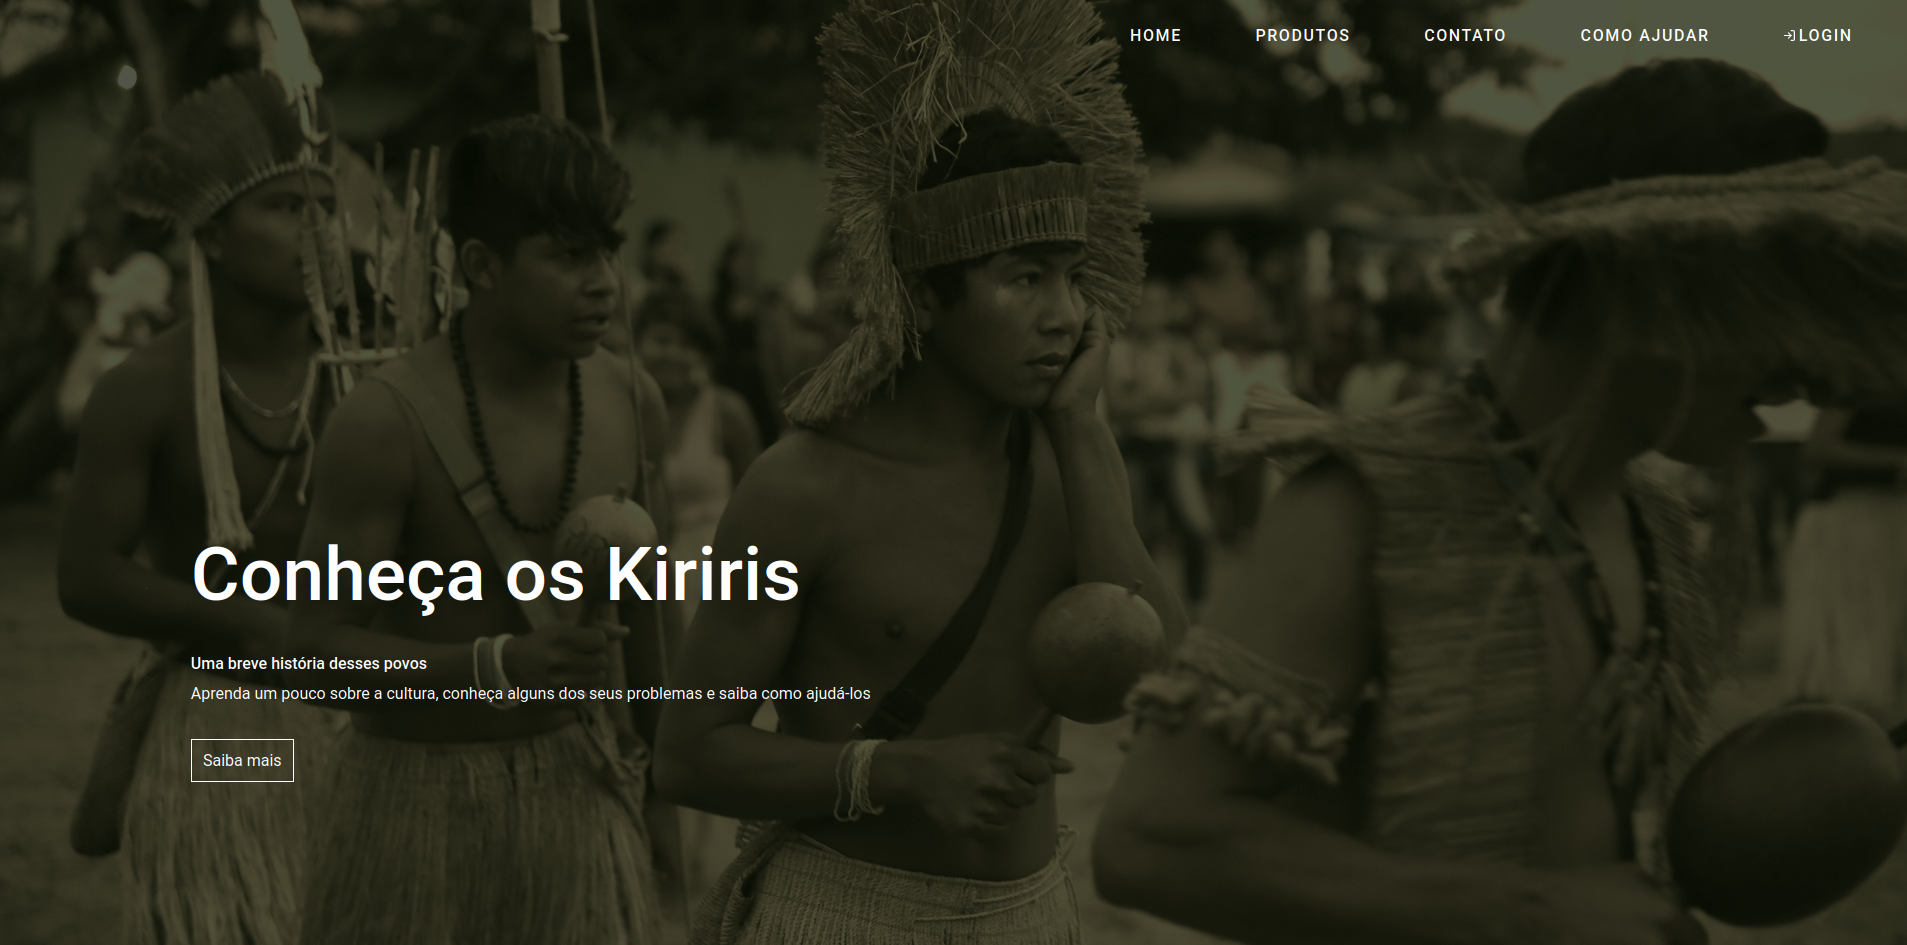 HOME PRODUTOS CONTATO COMO AJUDAR LOGIN
Conheça os Kiriris
Uma breve história desses povos
Aprenda um pouco sobre a cultura, conheça alguns dos seus problemas e saiba como ajudá-los
Saiba mais